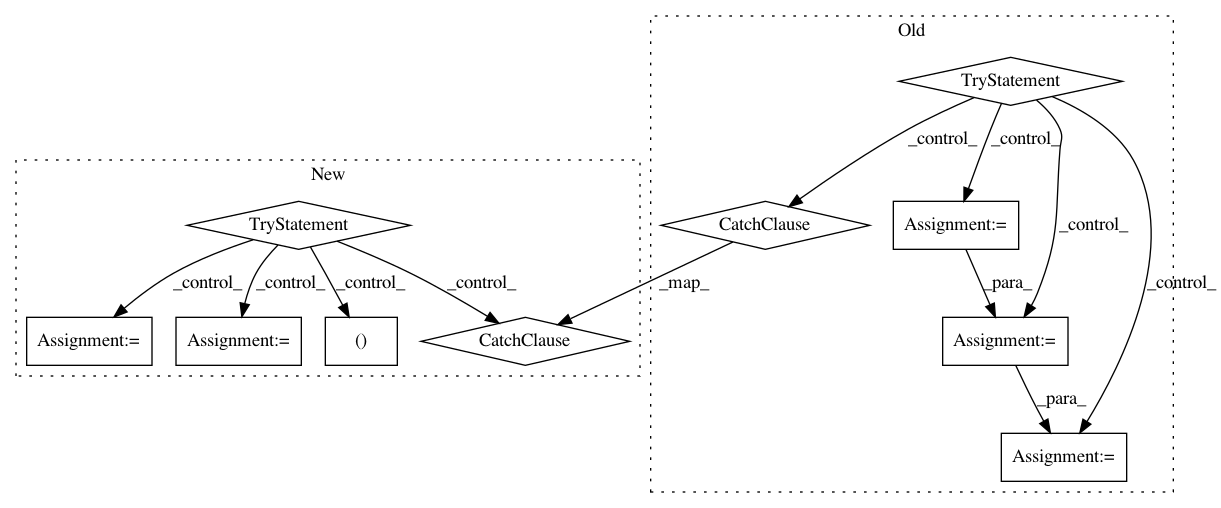 Old
TryStatement
_control_
_control_
New
TryStatement
CatchClause
Assignment:=
_control_
_control_
_control_
_control_
_control_
_map_
_para_
_control_
Assignment:=
Assignment:=
()
CatchClause
Assignment:=
_para_
Assignment:=